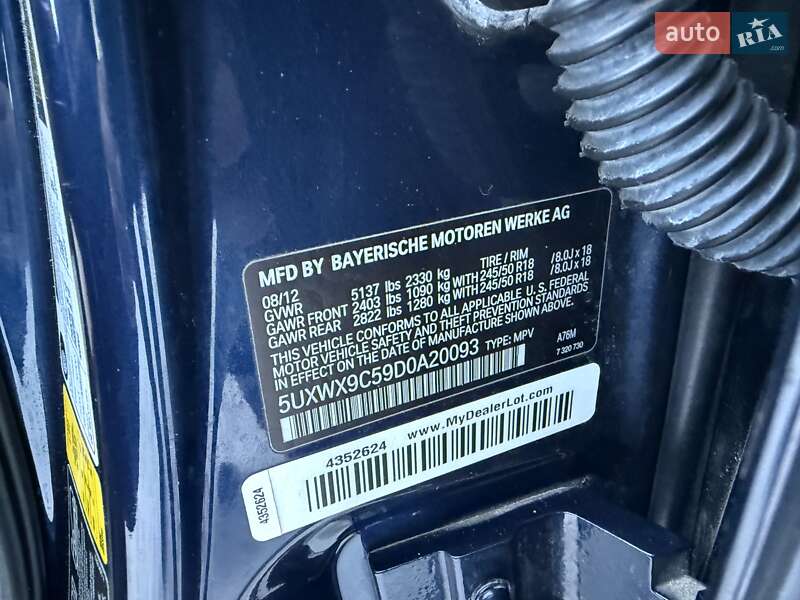 auto RIA .com
MFD BY BAYERISCHE MOTOREN WERKE AG
08/12 TIRE / RIM
GVWR 5137 lbs 2330 kg
GAWR FRONT 2403 lbs 1090 kg WITH 245/50 R18 /8.0J x 18
GAWR REAR 2822 lbs 1280 kg WITH 245/50 R18 /8.0J x 18
THIS VEHICLE CONFORMS TO ALL APPLICABLE U. S. FEDERAL
MOTOR VEHICLE SAFETY AND THEFT PREVENTION STANDARDS
IN EFFECT ON THE DATE OF MANUFACTURE SHOWN ABOVE.
5UXWX9C59D0A20093 TYPE: MPV A76M
7 320 730
4352624 www.MyDealerLot.com
4352624